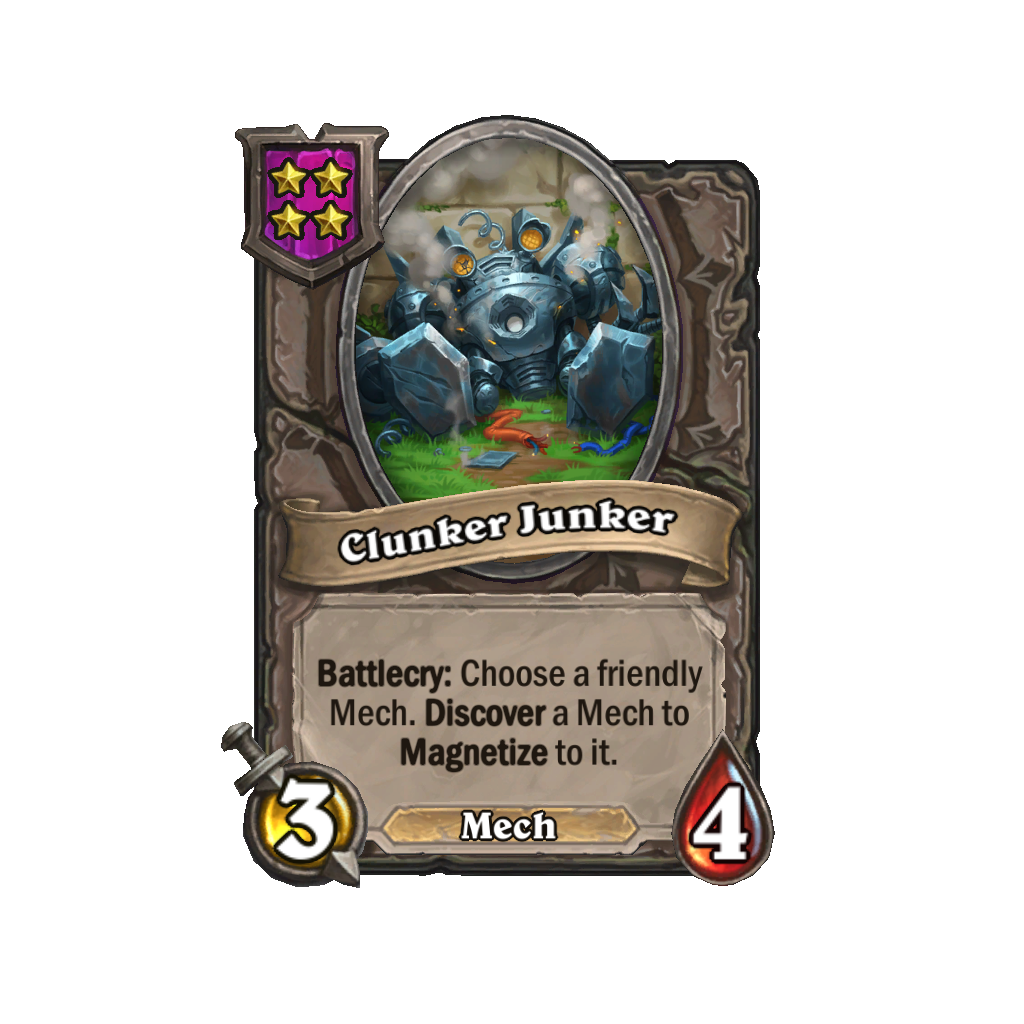 Clunker Junker
Battlecry: Choose a friendly
Mech. Discover a Mech to
Magnetize to it.
3
Mech
4